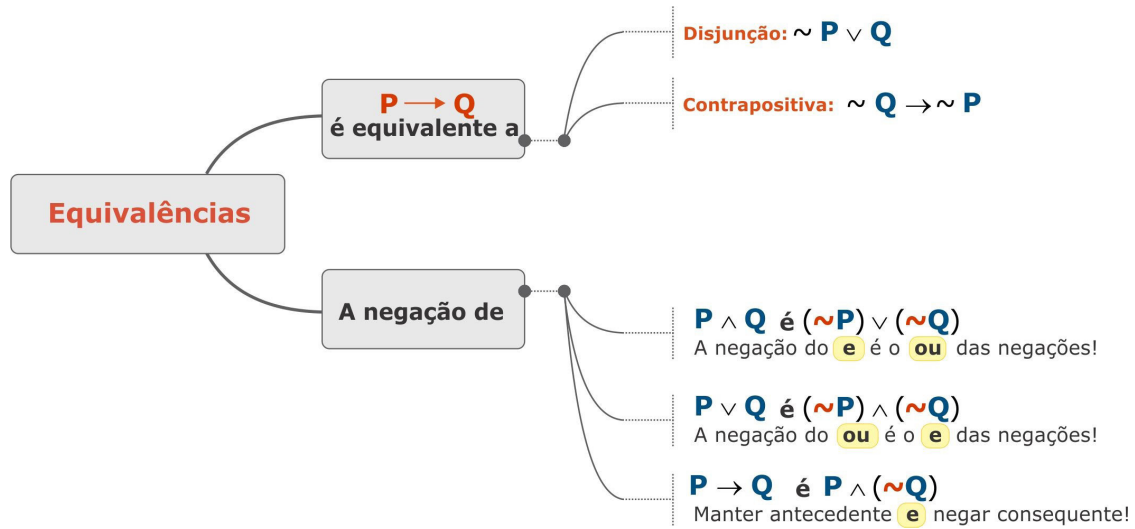 Equivalências
P → Q
é equivalente a
Disjunção: ~ P ∨ Q
Contrapositiva: ~ Q → ~ P
A negação de
P ∧ Q é (~P) ∨ (~Q)
A negação do e é o ou das negações!
P ∨ Q é (~P) ∧ (~Q)
A negação do ou é o e das negações!
P → Q é P ∧ (~Q)
Manter antecedente e negar consequente!